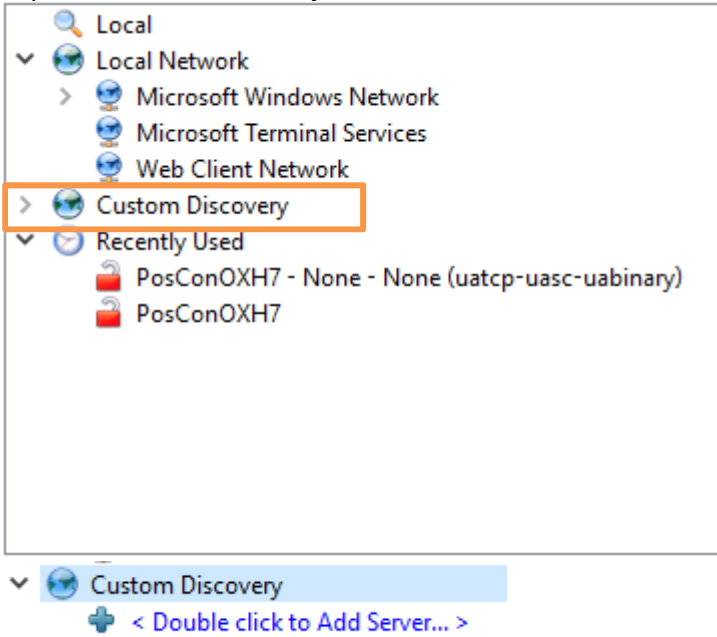 Local
Local Network
Microsoft Windows Network
Microsoft Terminal Services
Web Client Network
Custom Discovery
Recently Used
PosConOXH7 - None - None (uatcp-uasc-uabinary)
PosConOXH7
Custom Discovery
< Double click to Add Server... >